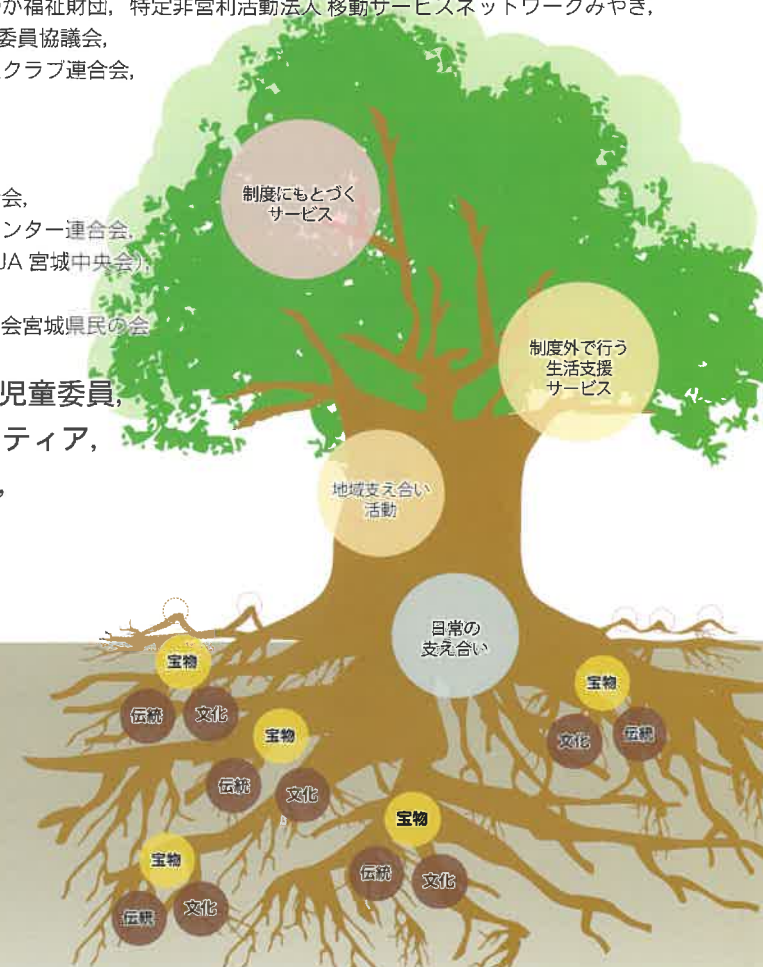 か福祉財団，特定非営利活動法人 移動サービスネットワークみやぎ，
委員協議会，
クラブ連合会，
会，
ンター連合会，
JA 宮城中央会），
会宮城県民の会
児童委員，
ティア，
，
制度にもとづく
サービス
制度外で行う
生活支援
サービス
地域支え合い
活動
日常の
支え合い
宝物
伝統
文化
宝物
伝統
文化
宝物
文化
伝統
宝物
伝統
文化
宝物
伝統
文化